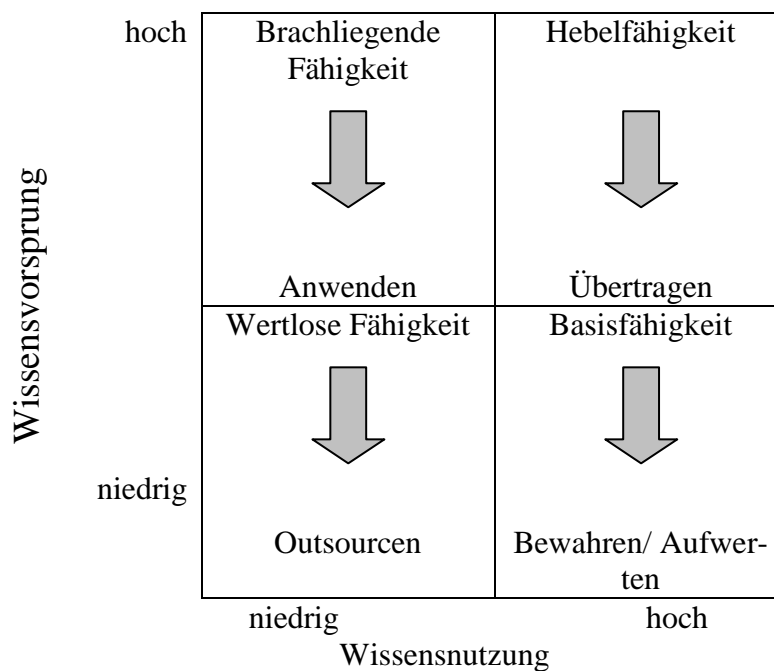 hoch
Brachliegende
Fähigkeit
Hebelfähigkeit
Anwenden
Übertragen
Wissensvorsprung
Wertlose Fähigkeit
Basisfähigkeit
niedrig
Outsourcen
Bewahren/ Aufwer-
ten
niedrig
hoch
Wissensnutzung